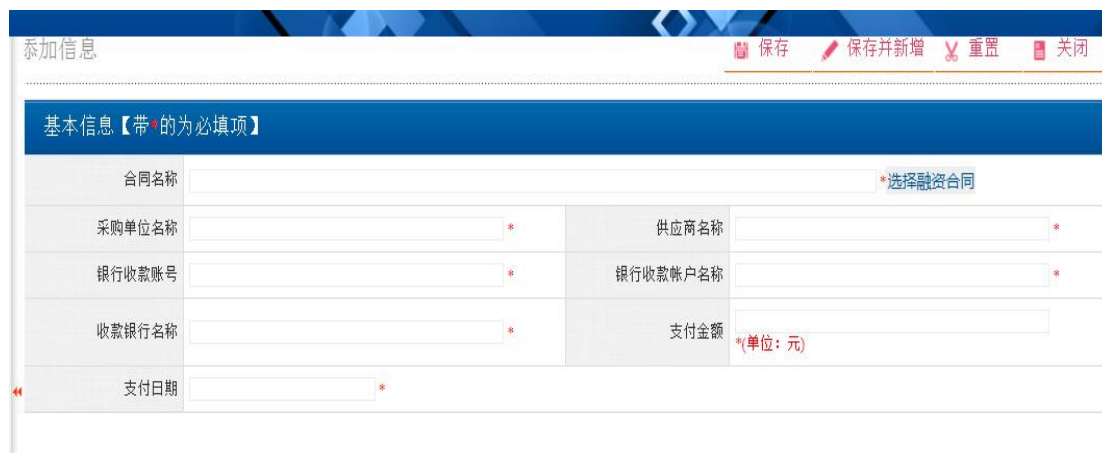 添加信息
保存 保存并新增 重置 关闭
基本信息【带*的为必填项】
合同名称 *选择融资合同
采购单位名称 * 供应商名称 *
银行收款账号 * 银行收款帐户名称 *
收款银行名称 * 支付金额 *(单位：元)
支付日期 *